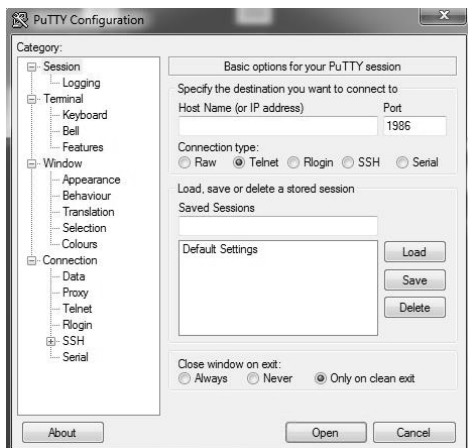 PuTTY Configuration
Category:
Session
Logging
Terminal
Keyboard
Bell
Features
Window
Appearance
Behaviour
Translation
Selection
Colours
Connection
Data
Proxy
Telnet
Rlogin
SSH
Serial
Basic options for your PuTTY session
Specify the destination you want to connect to
Host Name (or IP address) Port
1986
Connection type:
Raw Telnet Rlogin SSH Serial
Load, save or delete a stored session
Saved Sessions
Default Settings
Load
Save
Delete
Close window on exit:
Always Never Only on clean exit
About Open Cancel